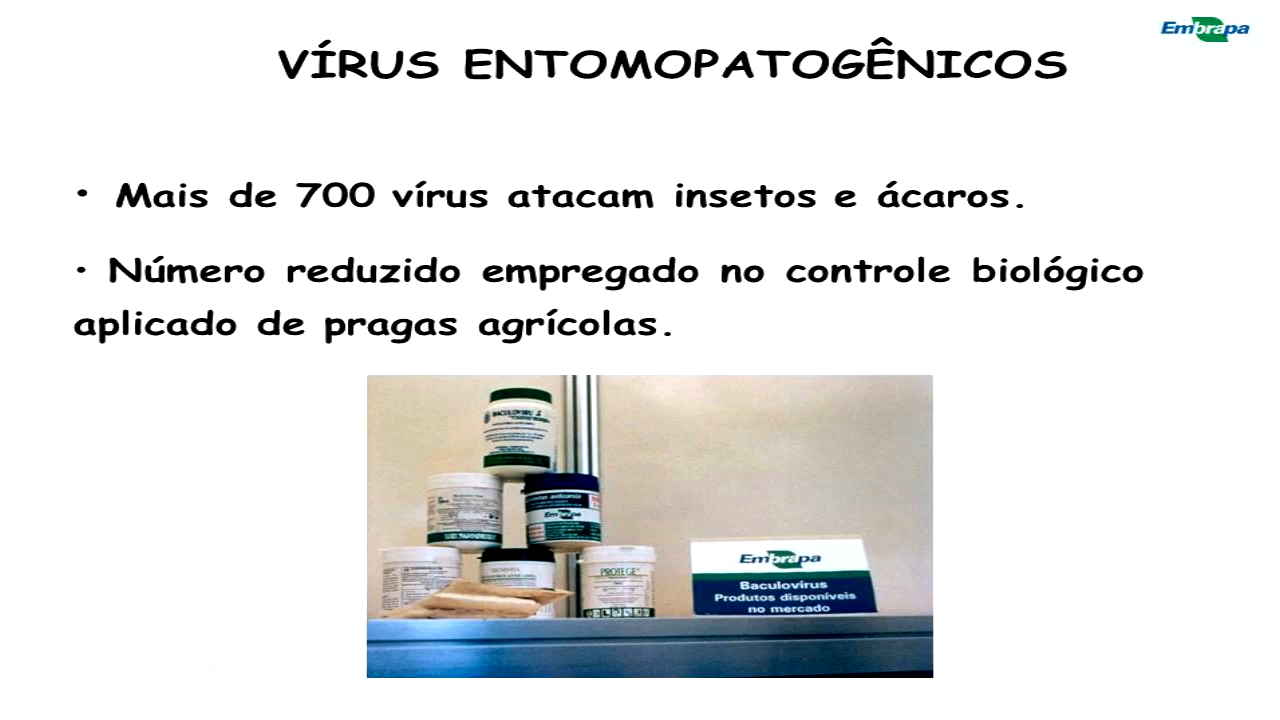 Embrapa
VÍRUS ENTOMOPATOGÊNICOS
• Mais de 700 vírus atacam insetos e ácaros.
• Número reduzido empregado no controle biológico
aplicado de pragas agrícolas.
Embrapa
PROTEGE
Embrapa
Baculovírus
Produtos disponíveis
no mercado